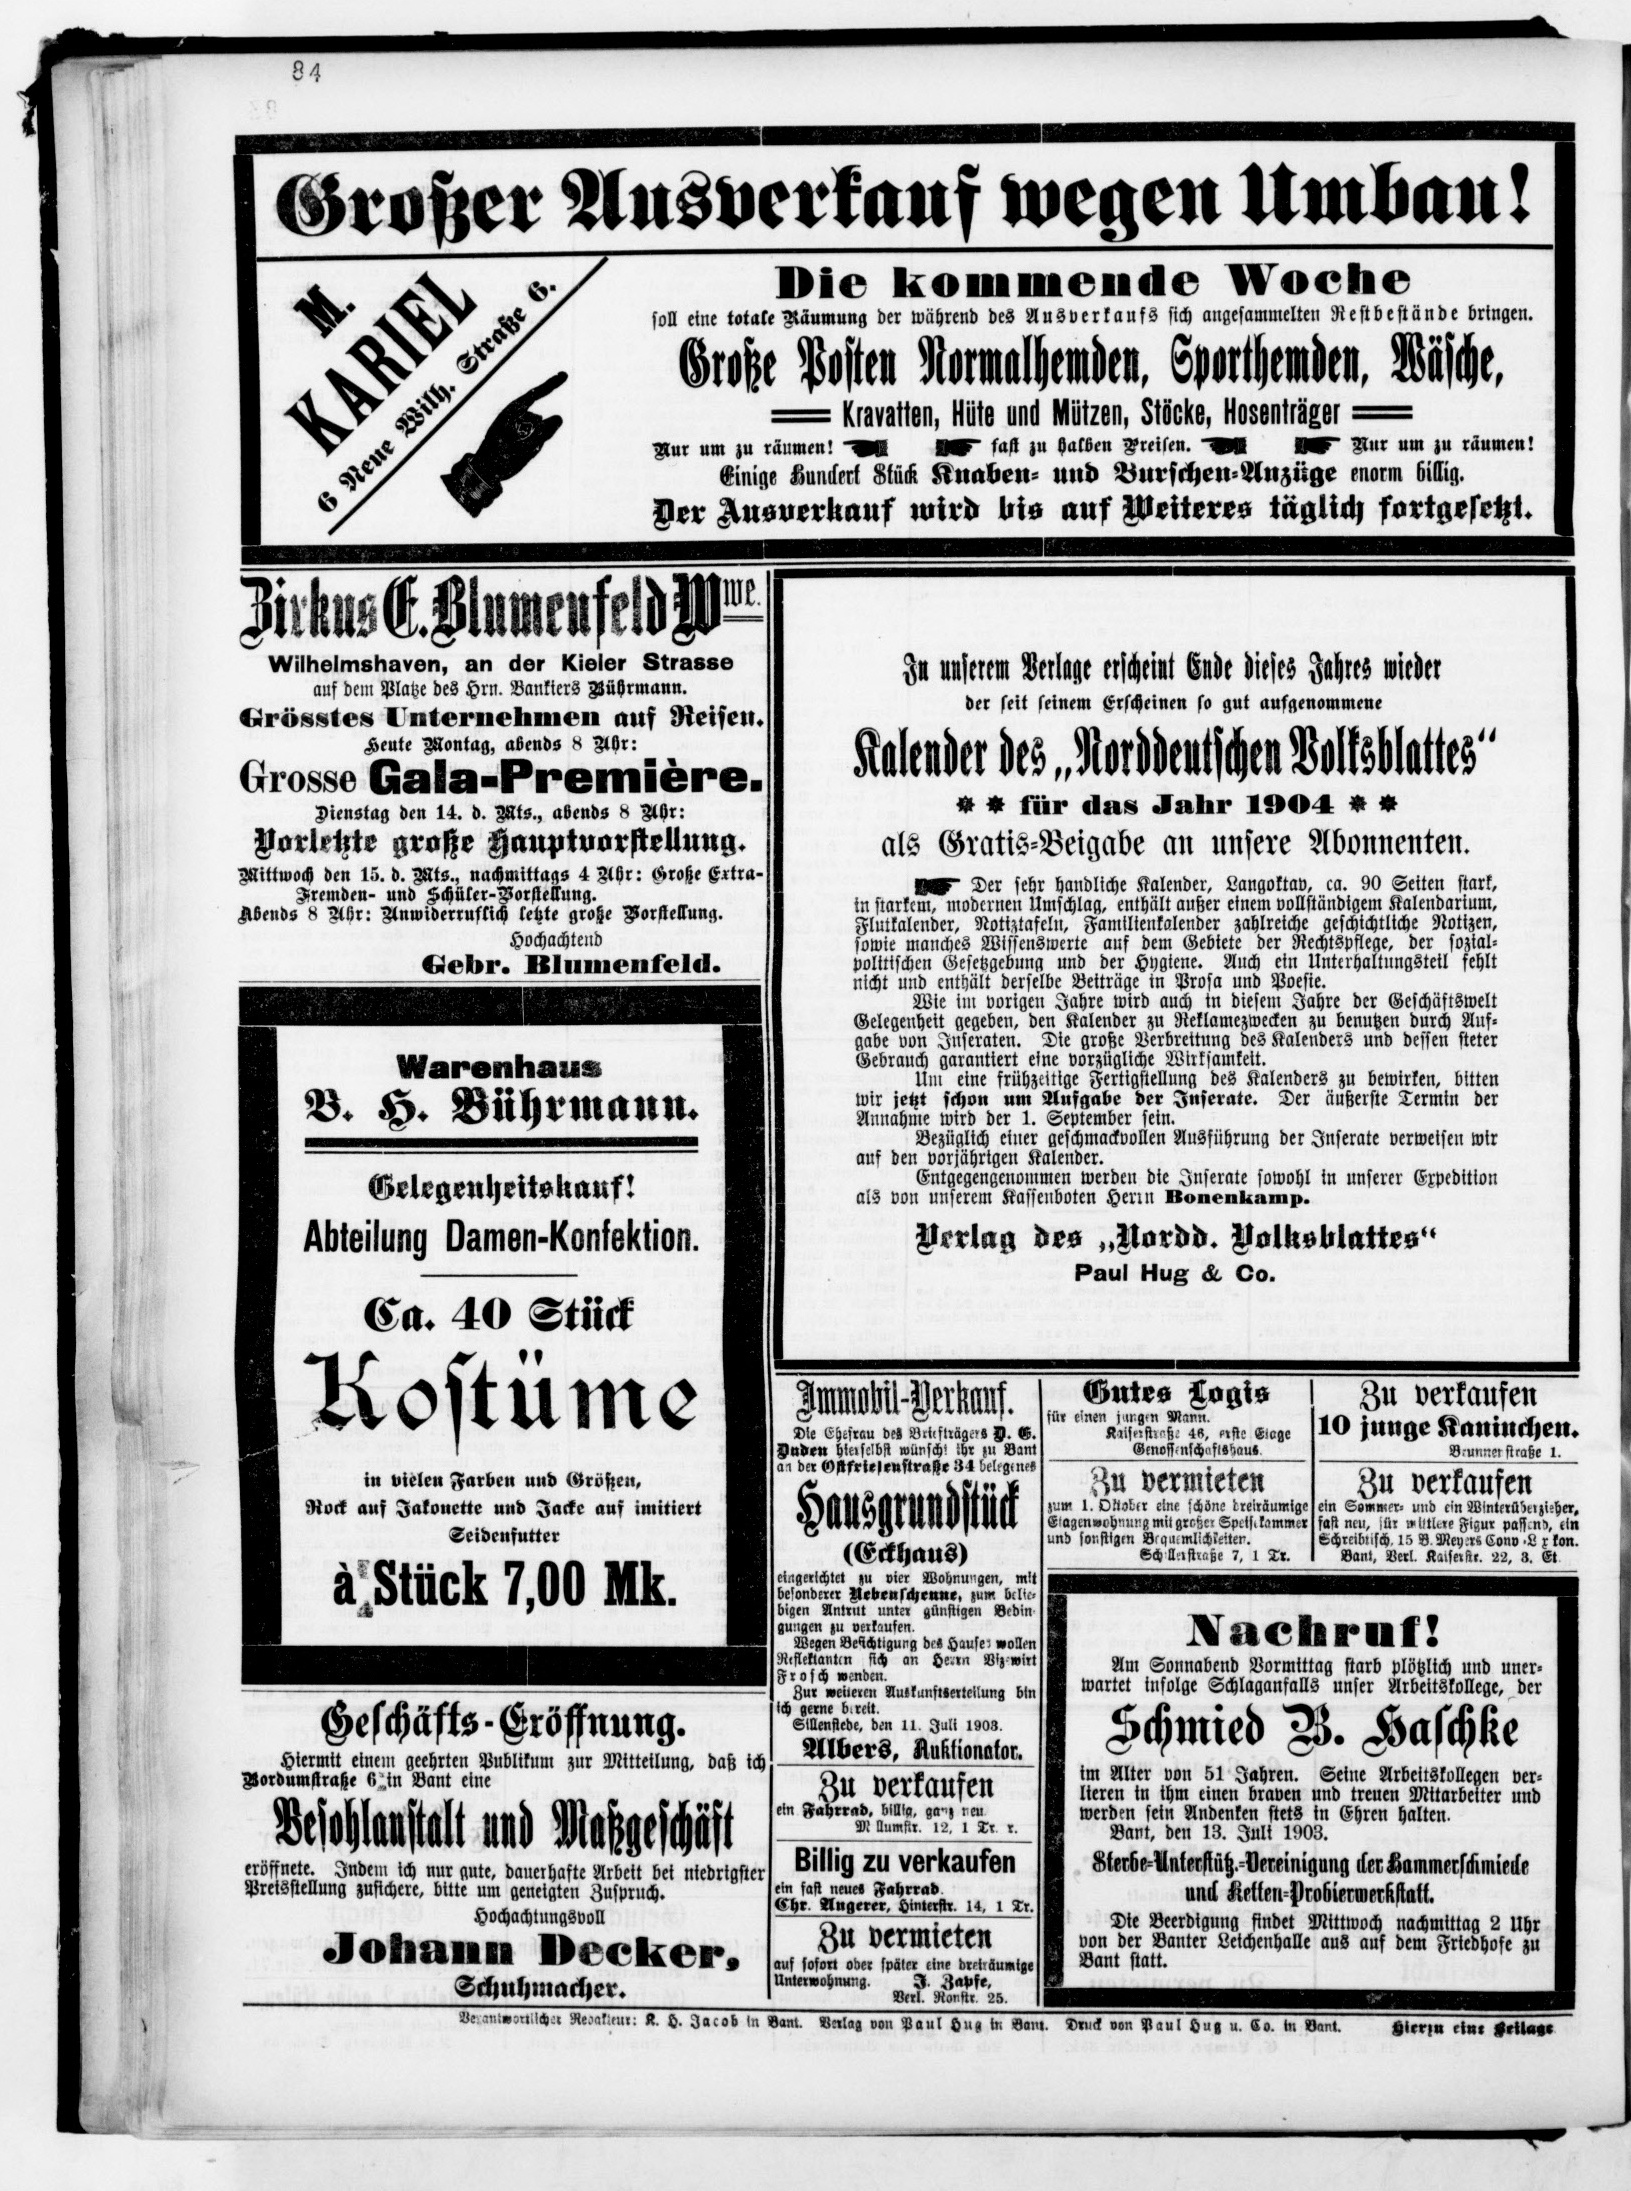 84
Großer Ausverkauf wegen Umbau!
M.
KARIEL
6 Neue Wilh. Straße 6.
Die kommende Woche
soll eine totale Räumung der während des Ausverkaufs sich angesammelten Restbestände bringen.
Große Posten Normalhemden, Sporthemden, Wäsche,
Kravatten, Hüte und Mützen, Stöcke, Hosenträger
Nur um zu räumen! fast zu halben Preisen. Nur um zu räumen!
Einige Hundert Stück Knaben- und Burschen-Anzüge enorm billig.
Der Ausverkauf wird bis auf Weiteres täglich fortgesetzt.
Zirkus E. Blumenfeld Wwe.
Wilhelmshaven, an der Kieler Strasse
auf dem Platze des Hrn. Bankiers Bührmann.
Grösstes Unternehmen auf Reisen.
Heute Montag, abends 8 Uhr:
Grosse Gala-Première.
Dienstag den 14. d. Mts., abends 8 Uhr:
Vorletzte große Hauptvorstellung.
Mittwoch den 15. d. Mts., nachmittags 4 Uhr: Große Extra-
Fremden- und Schüler-Vorstellung.
Abends 8 Uhr: Unwiderruflich letzte große Vorstellung.
Hochachtend
Gebr. Blumenfeld.
Warenhaus
B. H. Bührmann.
Gelegenheitskauf!
Abteilung Damen-Konfektion.
Ca. 40 Stück
Kostüme
in vielen Farben und Größen,
Rock auf Jakonette und Jacke auf imitiert
Seidenfutter
à Stück 7,00 Mk.
Geschäfts-Eröffnung.
Hiermit einem geehrten Publikum zur Mitteilung, daß ich
Bordumstraße 6 in Bant eine
Besohlanstalt und Maßgeschäft
eröffnete. Indem ich nur gute, dauerhafte Arbeit bei niedrigster
Preisstellung zusichere, bitte um geneigten Zuspruch.
Hochachtungsvoll
Johann Decker,
Schuhmacher.
In unserem Verlage erscheint Ende dieses Jahres wieder
der seit seinem Erscheinen so gut aufgenommene
Kalender des „Norddeutschen Volksblattes“
* * für das Jahr 1904 * *
als Gratis-Beigabe an unsere Abonnenten.
Der sehr handliche Kalender, Langoktav, ca. 90 Seiten stark,
in starkem, modernen Umschlag, enthält außer einem vollständigem Kalendarium,
Flutkalender, Notiztafeln, Familienkalender zahlreiche geschichtliche Notizen,
sowie manches Wissenswerte auf dem Gebiete der Rechtspflege, der sozial-
politischen Gesetzgebung und der Hygiene. Auch ein Unterhaltungsteil fehlt
nicht und enthält derselbe Beiträge in Prosa und Poesie.
Wie im vorigen Jahre wird auch in diesem Jahre der Geschäftswelt
Gelegenheit gegeben, den Kalender zu Reklamezwecken zu benutzen durch Auf-
gabe von Inseraten. Die große Verbreitung des Kalenders und dessen steter
Gebrauch garantiert eine vorzügliche Wirksamkeit.
Um eine frühzeitige Fertigstellung des Kalenders zu bewirken, bitten
wir jetzt schon um Aufgabe der Inserate. Der äußerste Termin der
Annahme wird der 1. September sein.
Bezüglich einer geschmackvollen Ausführung der Inserate verweisen wir
auf den vorjährigen Kalender.
Entgegengenommen werden die Inserate sowohl in unserer Expedition
als von unserem Kassenboten Herrn Bonenkamp.
Verlag des „Nordd. Volksblattes“
Paul Hug & Co.
Immobil-Verkauf.
Die Ehefrau des Briefträgers D. G.
Duden hierselbst wünscht ihr zu Bant
an der Ostfriesenstraße 34 belegenes
Hausgrundstück
(Eckhaus)
eingerichtet zu vier Wohnungen, mit
besonderer Nebenscheune, zum belie-
bigen Antritt unter günstigen Bedin-
gungen zu verkaufen.
Wegen Besichtigung des Hauses wollen
Reflektanten sich an Herrn Vizewirt
Frosch wenden.
Zur weiteren Auskunftserteilung bin
ich gerne bereit.
Sillenstede, den 11. Juli 1903.
Albers, Auktionator.
Zu verkaufen
ein Fahrrad, billig, ganz neu
12, 1 Tr. r.
Billig zu verkaufen
ein fast neues Fahrrad.
Chr. Angerer, Hinterstr. 14, 1 Tr.
Zu vermieten
auf sofort oder später eine dreiräumige
Unterwohnung. J. Zapfe,
Verl. Ronstr. 25.
Gutes Logis
für einen jungen Mann.
Kaiserstraße 46, erste Etage
Genossenschaftshaus.
Zu vermieten
zum 1. Oktober eine schöne dreiräumige
Etagenwohnung mit großer Speisekammer
und sonstigen Bequemlichkeiten.
Schillerstraße 7, 1 Tr.
Zu verkaufen
10 junge Kaninchen.
Brunnerstraße 1.
Zu verkaufen
ein Sommer- und ein Winterüberzieher,
fast neu, für mittlere Figur passend, ein
Schreibtisch, 15 B. Meyers Conv.-Lexikon.
Bant, Verl. Kaiserstr. 22, 3. Et.
Nachruf!
Am Sonnabend Vormittag starb plötzlich und uner-
wartet infolge Schlaganfalls unser Arbeitskollege, der
Schmied B. Haschke
im Alter von 51 Jahren. Seine Arbeitskollegen ver-
lieren in ihm einen braven und treuen Mitarbeiter und
werden sein Andenken stets in Ehren halten.
Bant, den 13. Juli 1903.
Sterbe-Unterstütz.-Vereinigung der Hammerschmiede
und Ketten-Probierwerkstatt.
Die Beerdigung findet Mittwoch nachmittag 2 Uhr
von der Banter Leichenhalle aus auf dem Friedhofe zu
Bant statt.
Verantwortlicher Redakteur: K. H. Jacob in Bant. Verlag von Paul Hug in Bant. Druck von Paul Hug u. Co. in Bant. Hierzu eine Beilage